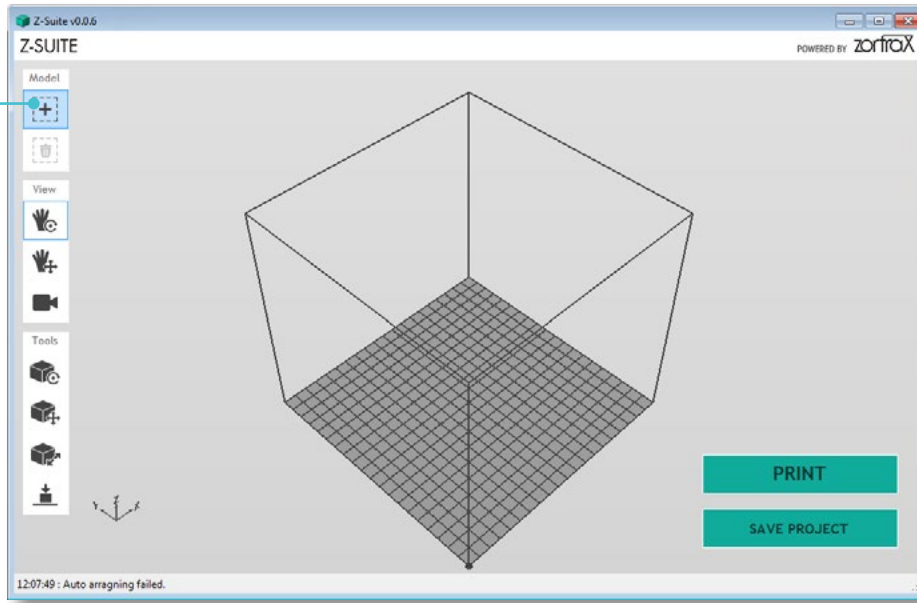 Z-Suite v0.0.6
Z-SUITE
POWERED BY zortrax
Model
View
Tools
Y Z X
PRINT
SAVE PROJECT
12:07:49 : Auto arragning failed.